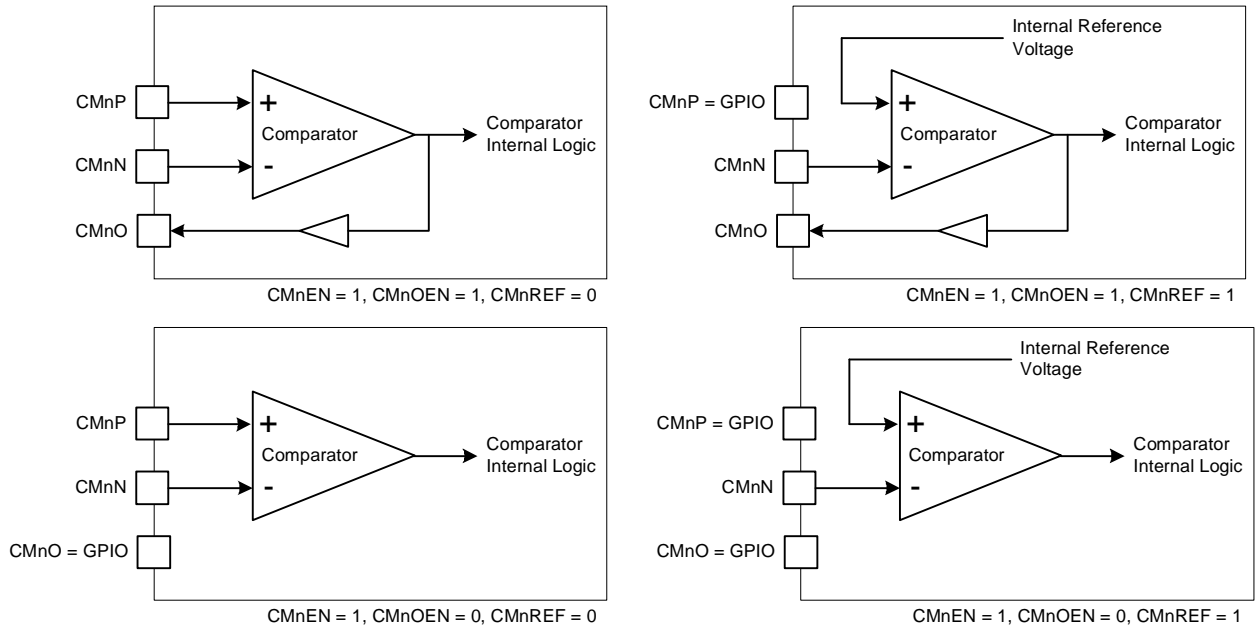 CMnP
+
Comparator
CMnN
-
CMnO
Comparator
Internal Logic
CMnEN = 1, CMnOEN = 1, CMnREF = 0
Internal Reference
Voltage
CMnP = GPIO
+
Comparator
CMnN
-
CMnO
Comparator
Internal Logic
CMnEN = 1, CMnOEN = 1, CMnREF = 1
CMnP
+
Comparator
CMnN
-
CMnO = GPIO
Comparator
Internal Logic
CMnEN = 1, CMnOEN = 0, CMnREF = 0
Internal Reference
Voltage
CMnP = GPIO
+
Comparator
CMnN
-
CMnO = GPIO
Comparator
Internal Logic
CMnEN = 1, CMnOEN = 0, CMnREF = 1